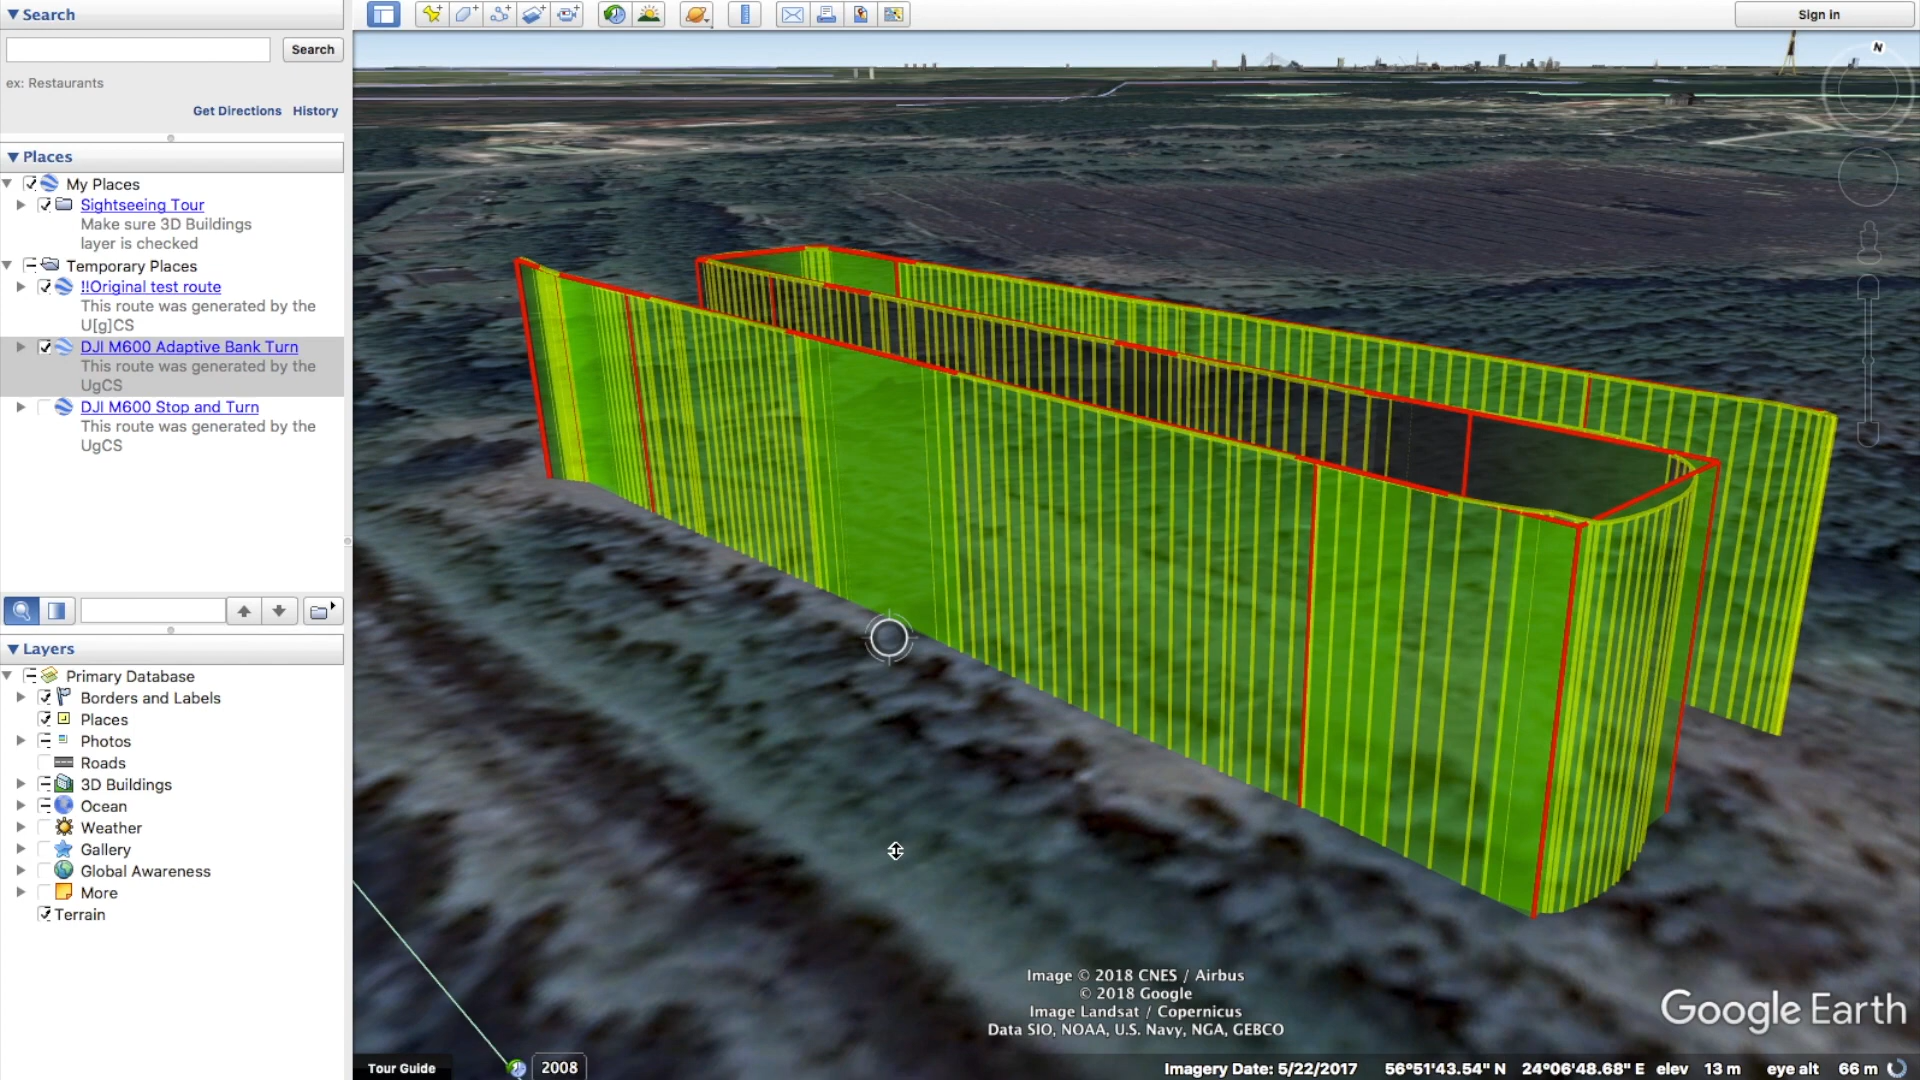 Search
Search
ex: Restaurants
Get Directions History
Places
My Places
Sightseeing Tour
Make sure 3D Buildings
layer is checked
Temporary Places
!!Original test route
This route was generated by the
U[g]CS
DJI M600 Adaptive Bank Turn
This route was generated by the
UgCS
DJI M600 Stop and Turn
This route was generated by the
UgCS
Layers
Primary Database
Borders and Labels
Places
Photos
Roads
3D Buildings
Ocean
Weather
Gallery
Global Awareness
More
Terrain
Sign in
N
Image © 2018 CNES / Airbus
© 2018 Google
Image Landsat / Copernicus
Data SIO, NOAA, U.S. Navy, NGA, GEBCO
Google Earth
Tour Guide
2008
Imagery Date: 5/22/2017 56°51'43.54" N 24°06'48.68" E elev 13 m eye alt 66 m